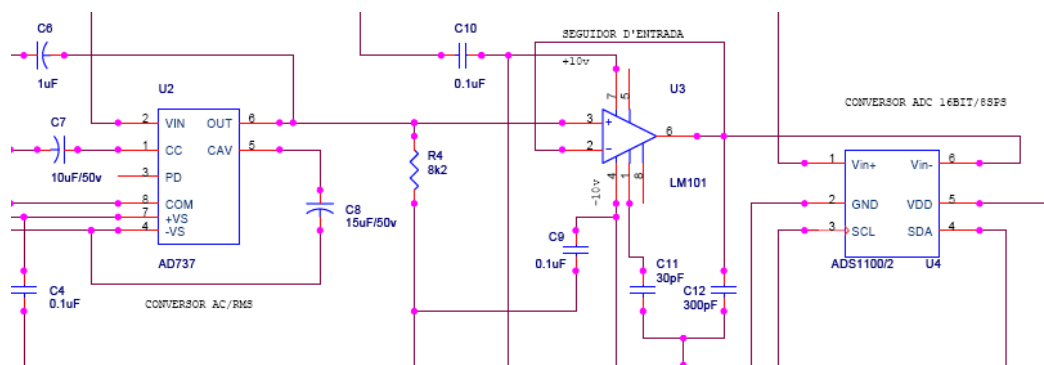 C6
1uF
C10
0.1uF
SEGUIDOR D'ENTRADA
+10v
U2
U3
7
5
CONVERSOR ADC 16BIT/8SPS
2
VIN
OUT
6
3
+
6
C7
1
CC
CAV
5
2
-
1
Vin+
Vin-
6
10uF/50v
3
PD
R4
8k2
4
1
8
LM101
8
COM
-10v
2
GND
VDD
5
7
+VS
C8
4
-VS
15uF/50v
3
SCL
SDA
4
C9
0.1uF
AD737
ADS1100/2
U4
C11
30pF
C4
0.1uF
C12
300pF
CONVERSOR AC/RMS